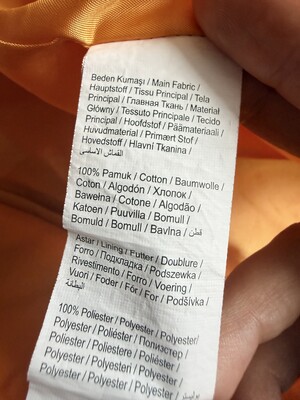 Beden Kumaşı / Main Fabric /
Hauptstoff / Tissu Principal / Tela
Principal / Главная Ткань / Materiał
Główny / Tessuto Principale / Tecido
Principal / Hoofdstof / Päämateriaali /
Huvudmaterial / Primært Stof /
Hovedstoff / Hlavní Tkanina /
القماش الاساسى
100% Pamuk / Cotton / Baumwolle /
Coton / Algodón / Хлопок /
Bawełna / Cotone / Algodão /
Katoen / Puuvilla / Bomull /
Bomuld / Bomull / Bavlna / قطن
Astar / Lining / Futter / Doublure /
Forro / Подкладка / Podszewka /
Rivestimento / Forro / Voering /
Vuori / Foder / Fór / For / Podšívka /
البطانة
100% Poliester / Polyester / Polyester/
Polyester / Poliéster / Полиэстер /
Poliester / Poliestere / Poliéster /
Polyester / Polyesteri / Polyester /
Polyester / Polyester / Polyester /